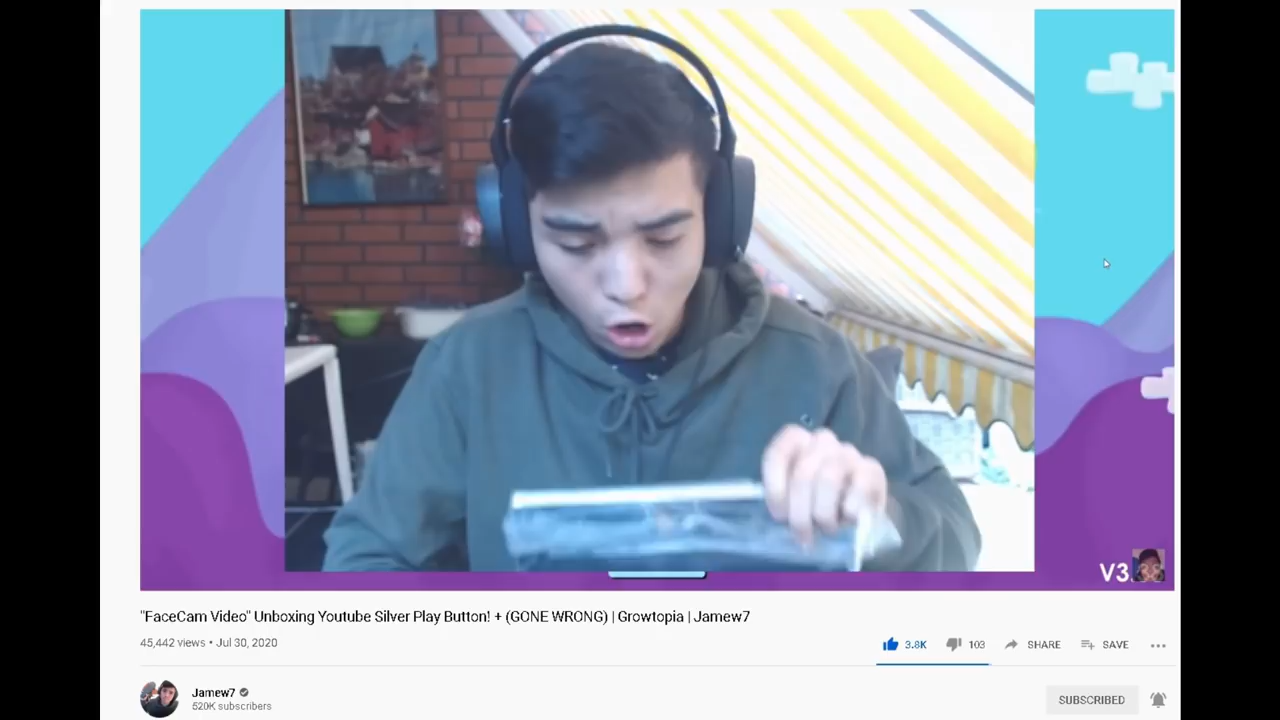 V3.
"FaceCam Video" Unboxing Youtube Silver Play Button! + (GONE WRONG) | Growtopia | Jamew7
45,442 views • Jul 30, 2020
3.8K 103 SHARE SAVE
Jamew7
520K subscribers
SUBSCRIBED